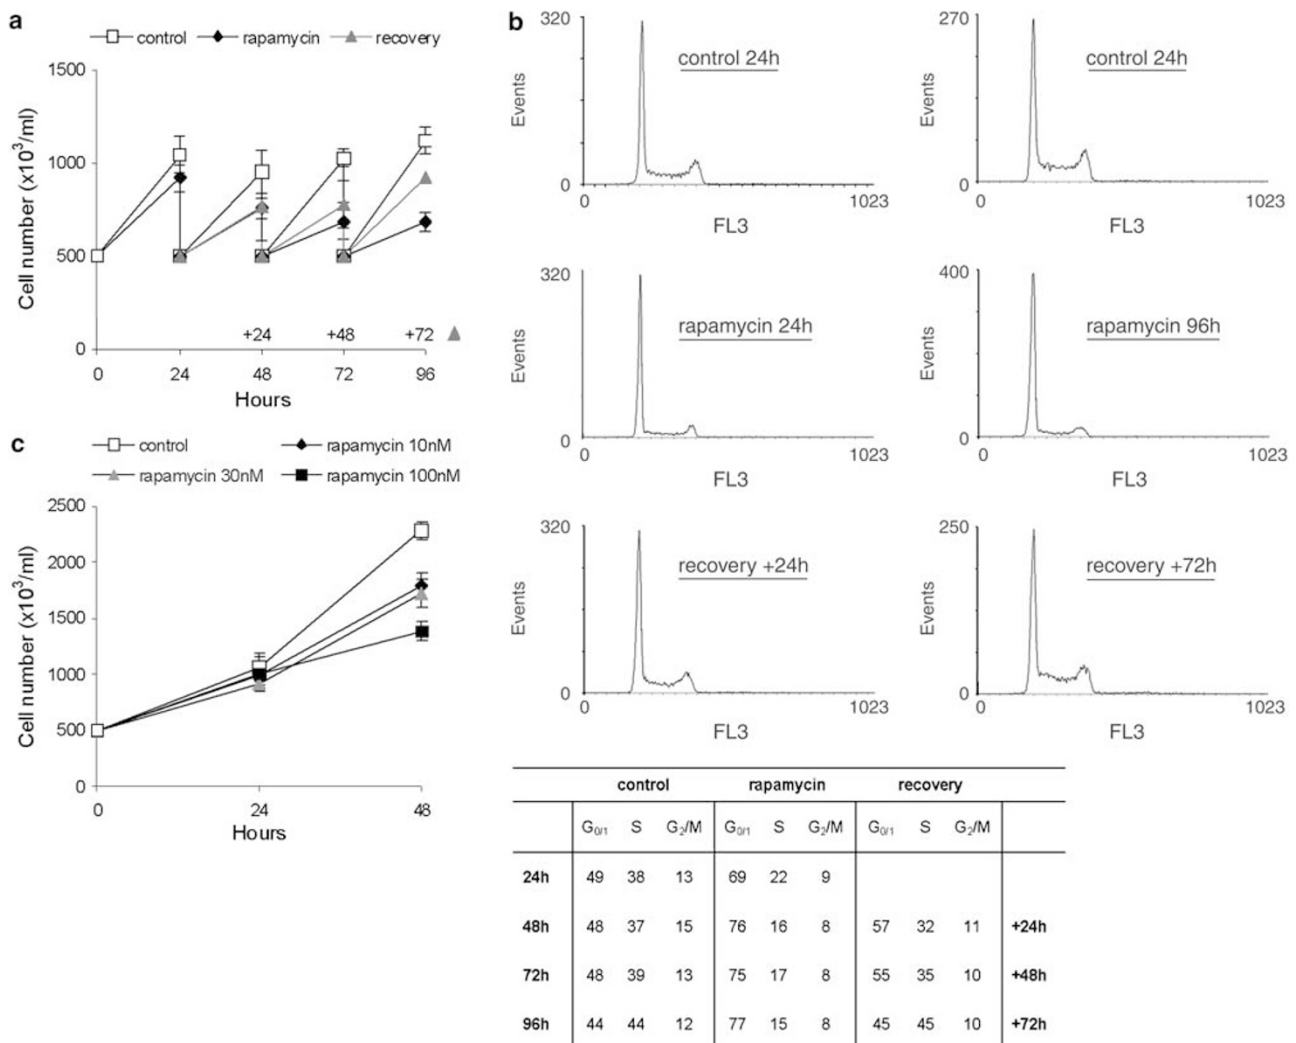 a
control rapamycin recovery
1500
1000
500
0
Cell number (x10³/ml)
+24 +48 +72
0 24 48 72 96
Hours
b
320
Events
control 24h
0
0 1023
FL3
270
Events
control 24h
0
0 1023
FL3
320
Events
rapamycin 24h
0
0 1023
FL3
400
Events
rapamycin 96h
0
0 1023
FL3
320
Events
recovery +24h
0
0 1023
FL3
250
Events
recovery +72h
0
0 1023
FL3
c
control rapamycin 10nM
rapamycin 30nM rapamycin 100nM
2500
2000
1500
1000
500
0
Cell number (x10³/ml)
0 24 48
Hours
control rapamycin recovery
G0/1 S G2/M G0/1 S G2/M G0/1 S G2/M
24h 49 38 13 69 22 9
48h 48 37 15 76 16 8 57 32 11 +24h
72h 48 39 13 75 17 8 55 35 10 +48h
96h 44 44 12 77 15 8 45 45 10 +72h